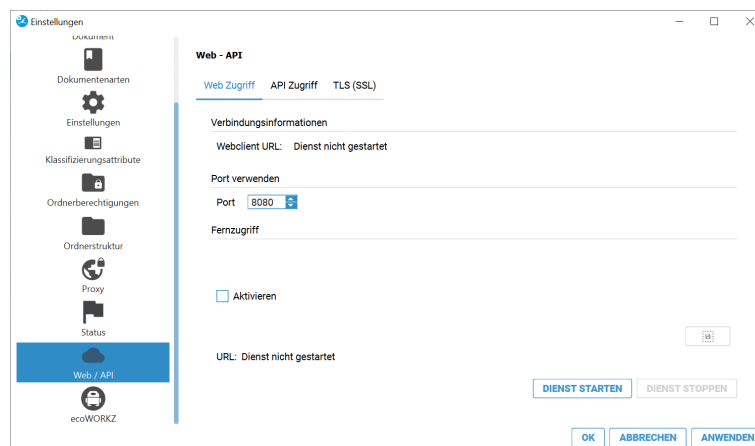 Einstellungen
Dokument
Dokumentenarten
Einstellungen
Klassifizierungsattribute
Ordnerberechtigungen
Ordnerstruktur
Proxy
Status
Web / API
ecoWORKZ
Web - API
Web Zugriff API Zugriff TLS (SSL)
Verbindungsinformationen
Webclient URL: Dienst nicht gestartet
Port verwenden
Port 8080
Fernzugriff
Aktivieren
URL: Dienst nicht gestartet
DIENST STARTEN DIENST STOPPEN
OK ABBRECHEN ANWENDEN